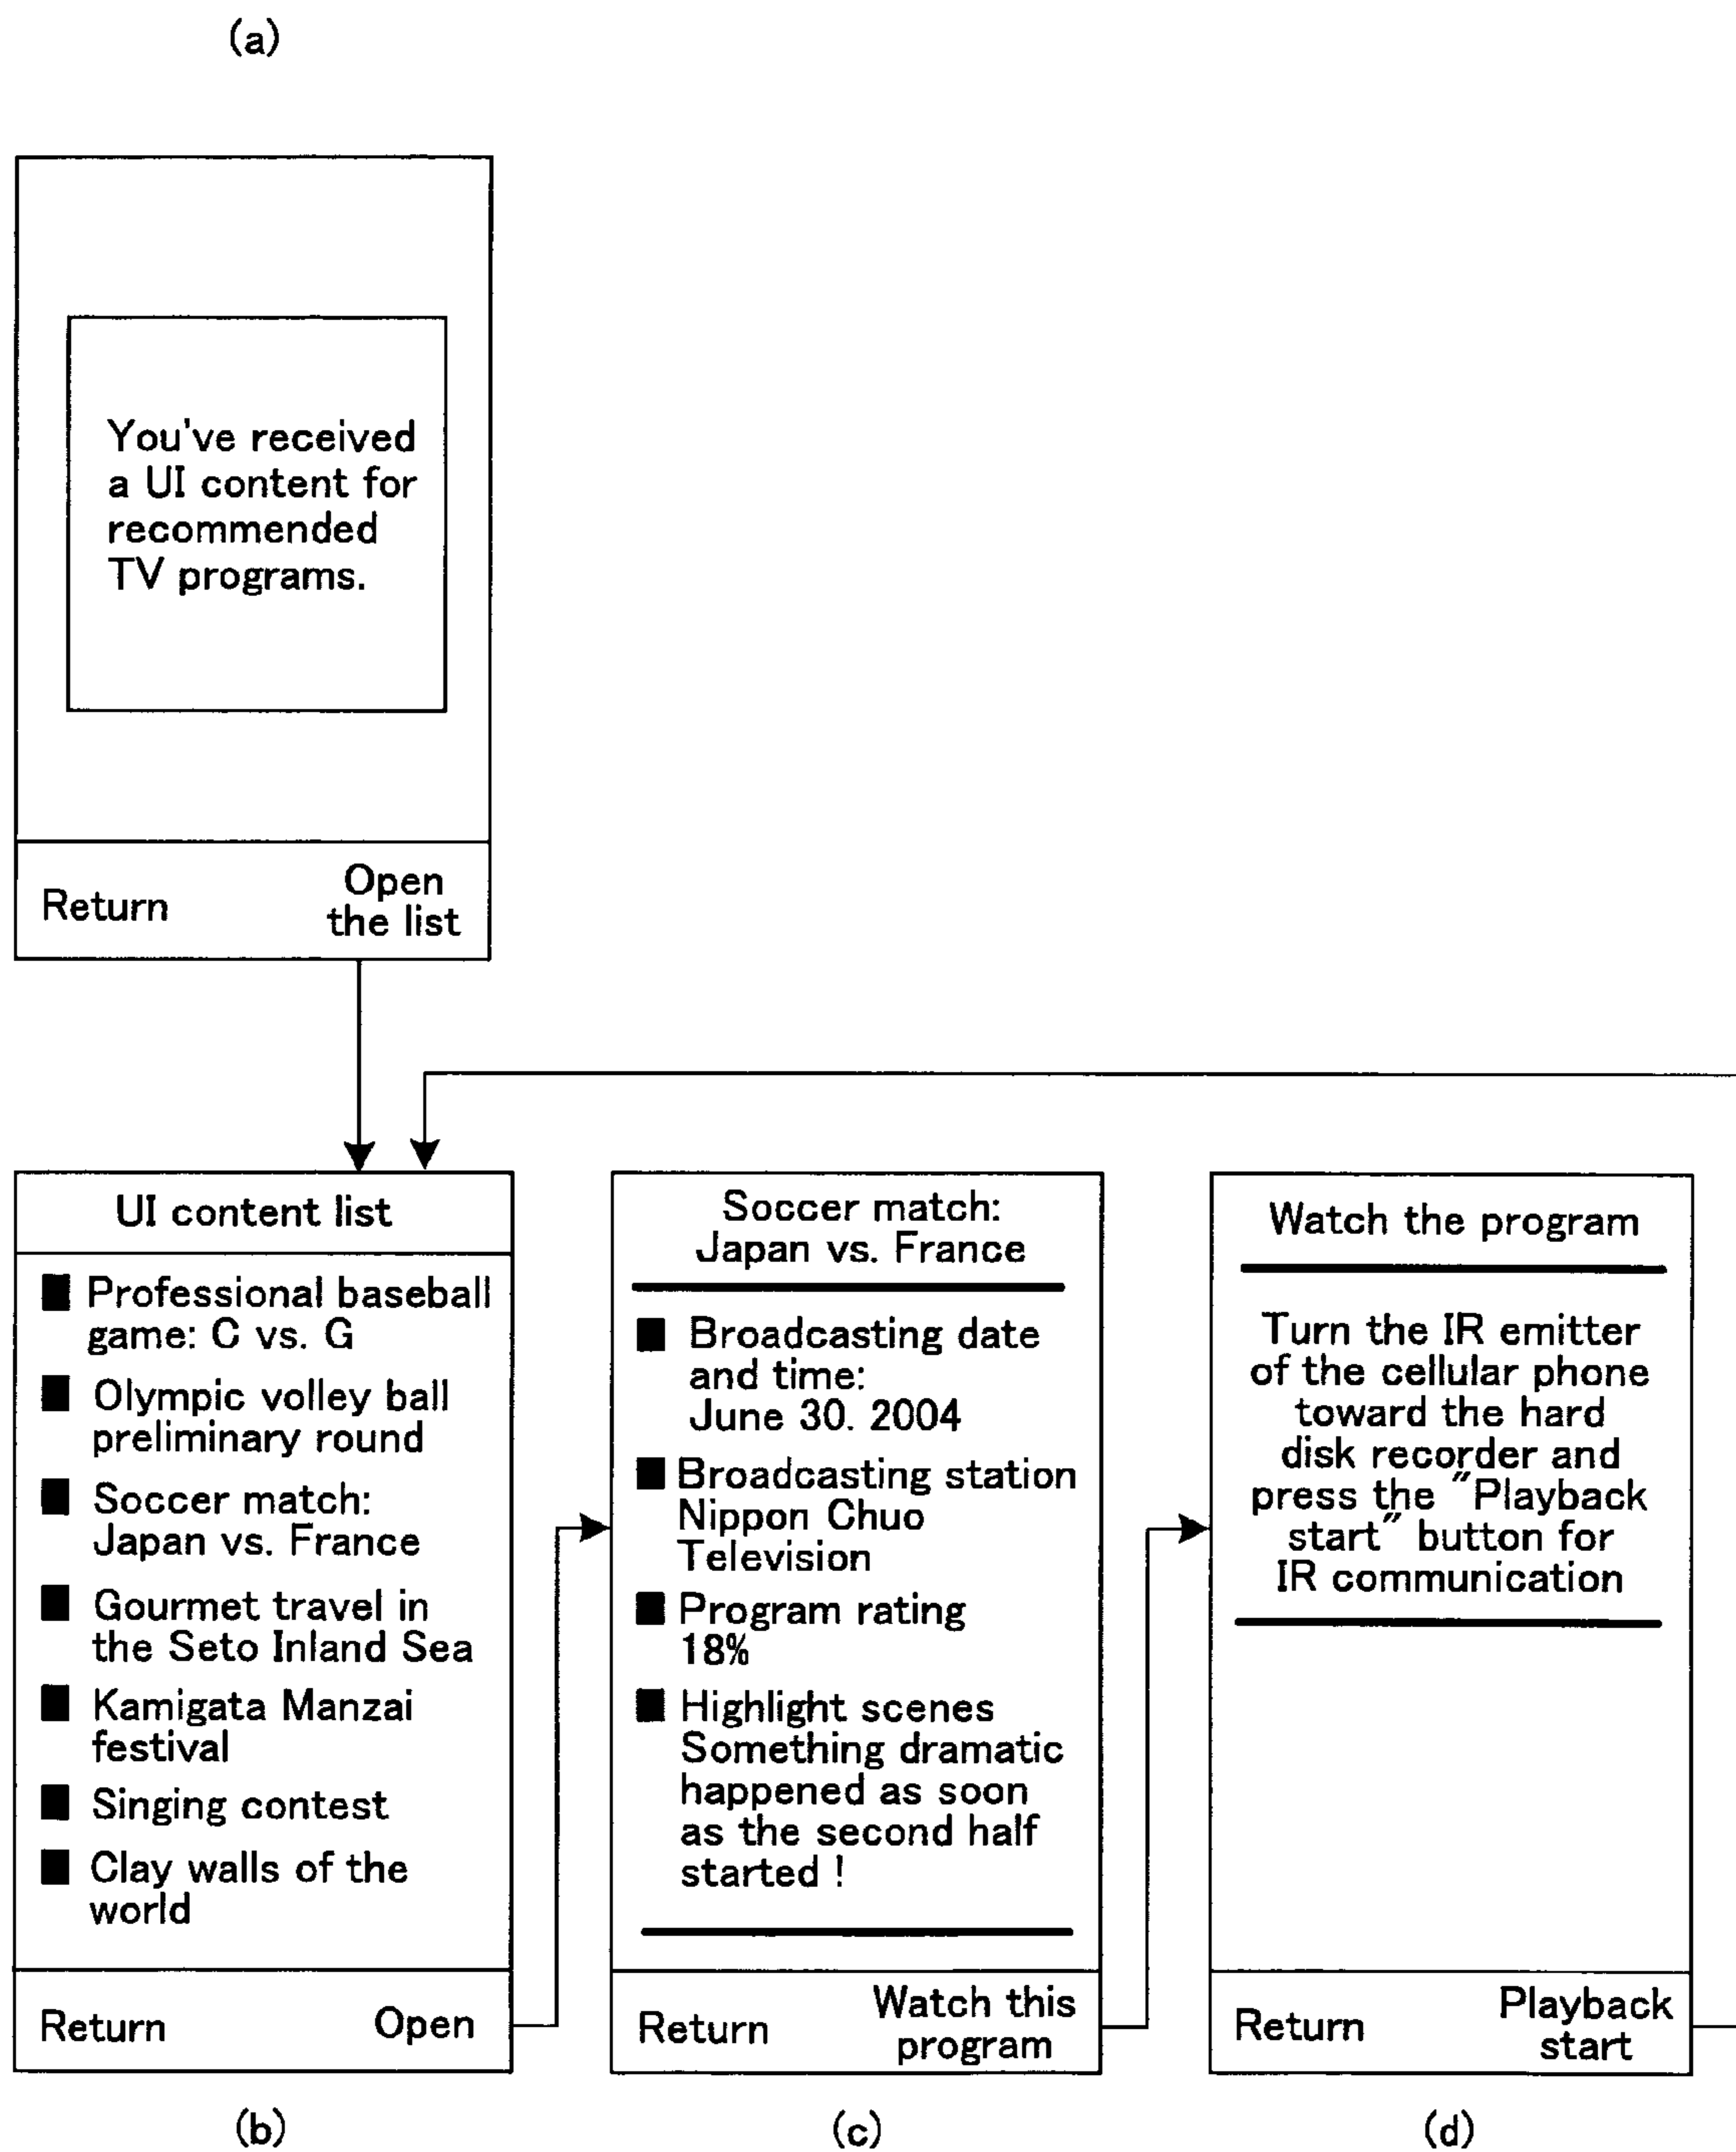 (a)
You've received
a UI content for
recommended
TV programs.
Return
Open
the list
UI content list
■ Professional baseball
game: C vs. G
■ Olympic volley ball
preliminary round
■ Soccer match:
Japan vs. France
■ Gourmet travel in
the Seto Inland Sea
■ Kamigata Manzai
festival
■ Singing contest
■ Clay walls of the
world
Return
Open
(b)
Soccer match:
Japan vs. France
■ Broadcasting date
and time:
June 30. 2004
■ Broadcasting station
Nippon Chuo
Television
■ Program rating
18%
■ Highlight scenes
Something dramatic
happened as soon
as the second half
started !
Return
Watch this
program
(c)
Watch the program
Turn the IR emitter
of the cellular phone
toward the hard
disk recorder and
press the "Playback
start" button for
IR communication
Return
Playback
start
(d)